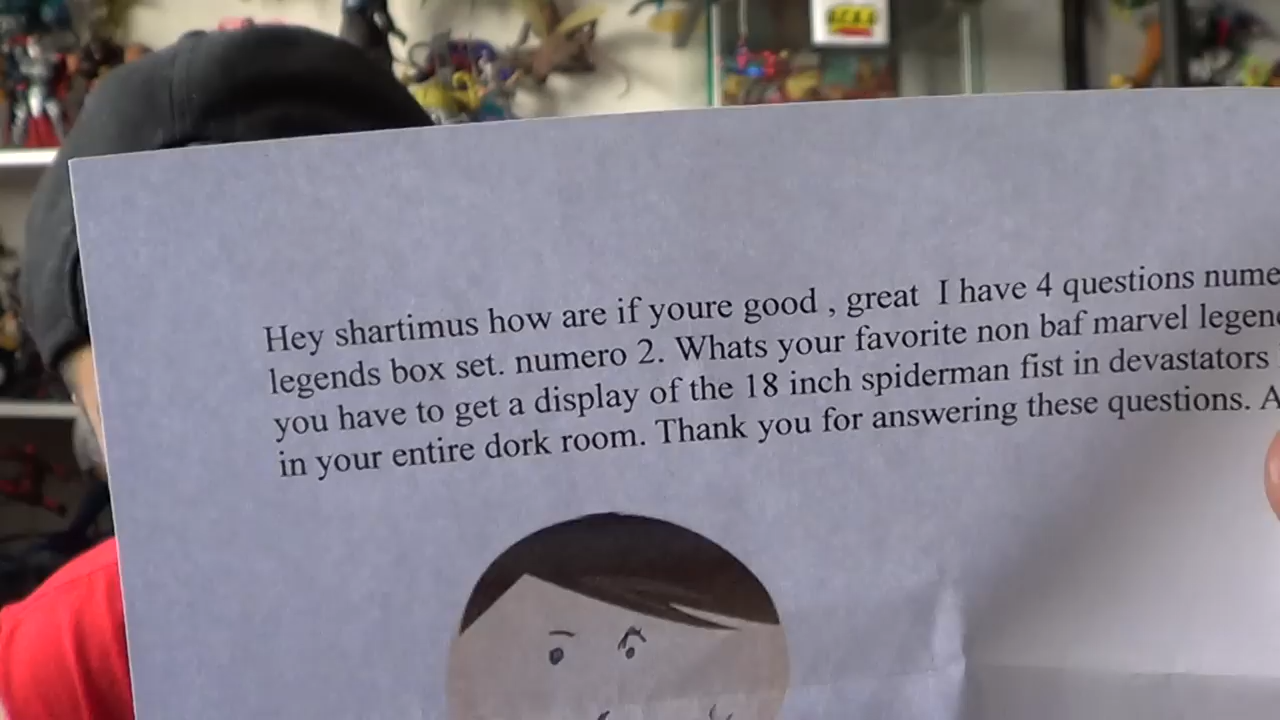 Hey shartimus how are if youre good , great I have 4 questions
legends box set. numero 2. Whats your favorite non baf marvel
you have to get a display of the 18 inch spiderman fist in devastators
in your entire dork room. Thank you for answering these questions.